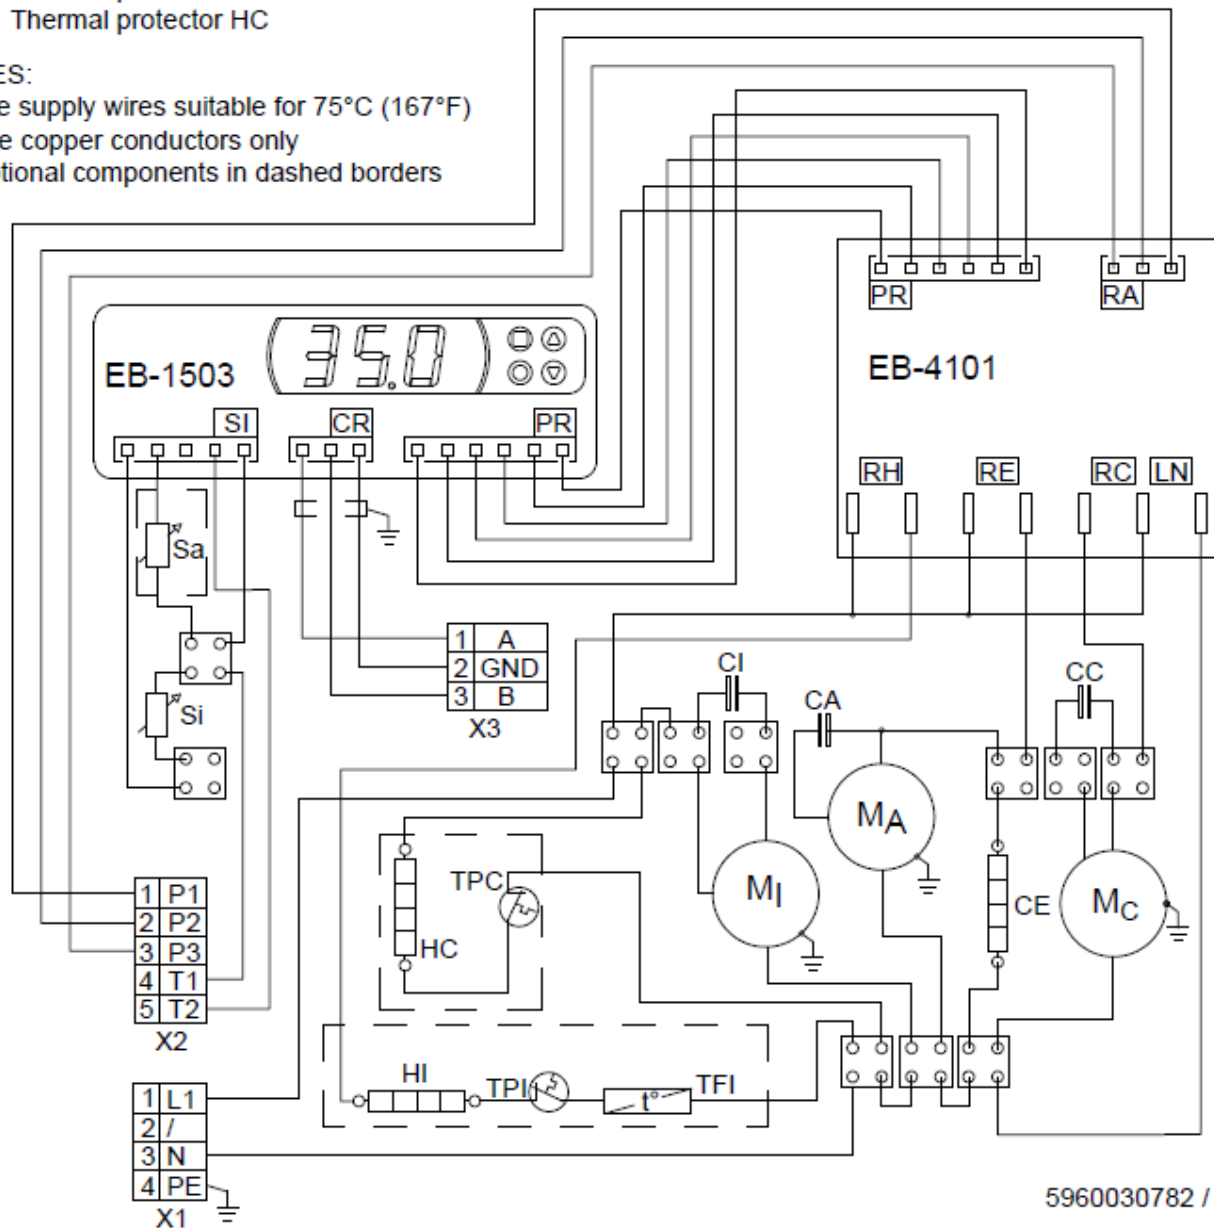 Thermal protector HC
ES:
e supply wires suitable for 75°C (167°F)
e copper conductors only
tional components in dashed borders
PR
RA
EB-4101
35.0
EB-1503
SI
CR
PR
RH
RE
RC
LN
Sa
Si
1 A
2 GND
3 B
X3
CI
CA
CC
MA
MI
MC
CE
TPC
HC
1 P1
2 P2
3 P3
4 T1
5 T2
X2
HI
TPI
t°
TFI
1 L1
2 /
3 N
4 PE
X1
5960030782 /